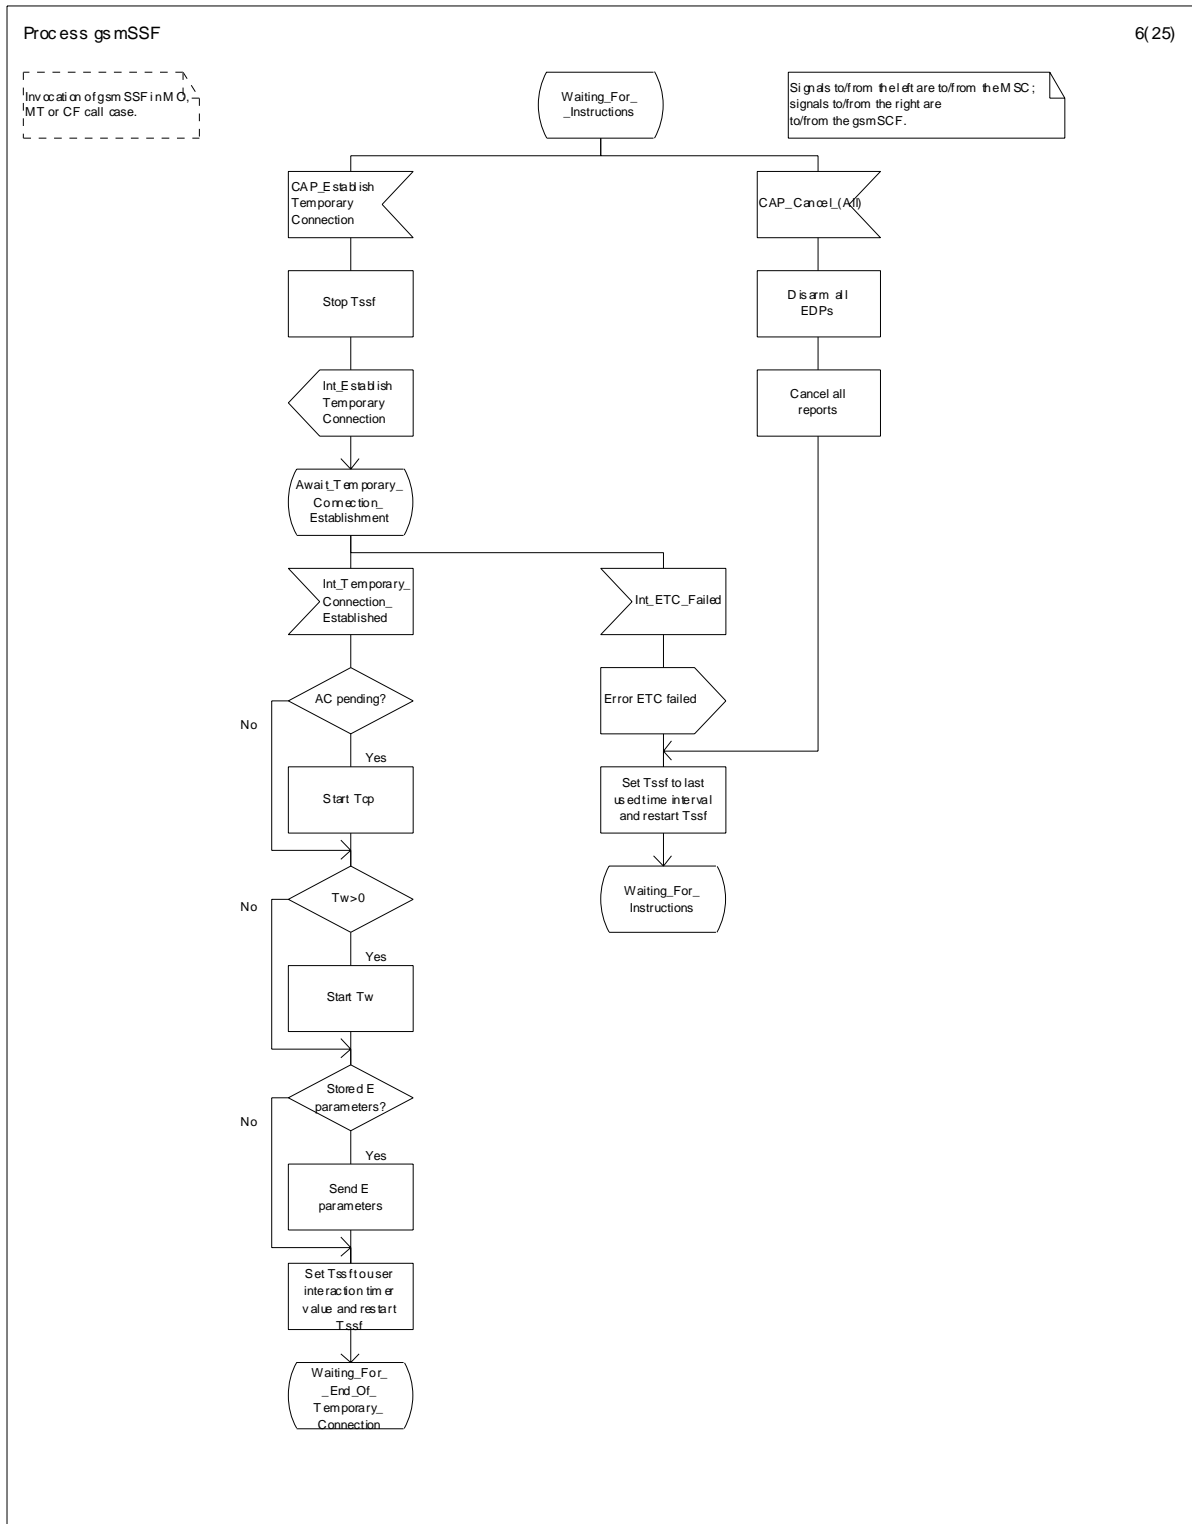 Process gsmSSF
6(25)
Invocation of gsmSSF in MO,
MT or CF call case.
Waiting_For_
_Instructions
Signals to/from the left are to/from the MSC;
signals to/from the right are
to/from the gsmSCF.
CAP_Establish
Temporary
Connection
CAP_Cancel_(All)
Stop Tssf
Disarm all
EDPs
Int_Establish
Temporary
Connection
Cancel all
reports
Await_Temporary_
Connection_
Establishment
Int_Temporary_
Connection_
Established
Int_ETC_Failed
AC pending?
Error ETC failed
No
Yes
Start Tcp
Set Tssf to last
used time interval
and restart Tssf
Tw>0
Waiting_For_
Instructions
No
Yes
Start Tw
Stored E
parameters?
No
Yes
Send E
parameters
Set Tssf to user
interaction timer
value and restart
Tssf
Waiting_For_
_End_Of_
Temporary_
Connection